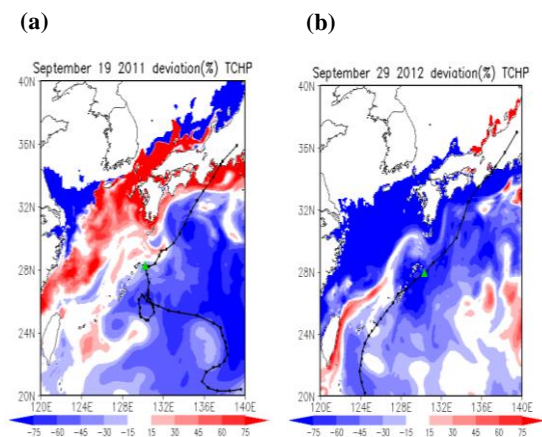 (a)
September 19 2011 deviation(%) TCHP
40N
36N
32N
28N
24N
20N
120E 124E 128E 132E 136E 140E
-75 -60 -45 -30 -15 15 30 45 60 75
(b)
September 29 2012 deviation(%) TCHP
40N
36N
32N
28N
24N
20N
120E 124E 128E 132E 136E 140E
-75 -60 -45 -30 -15 15 30 45 60 75